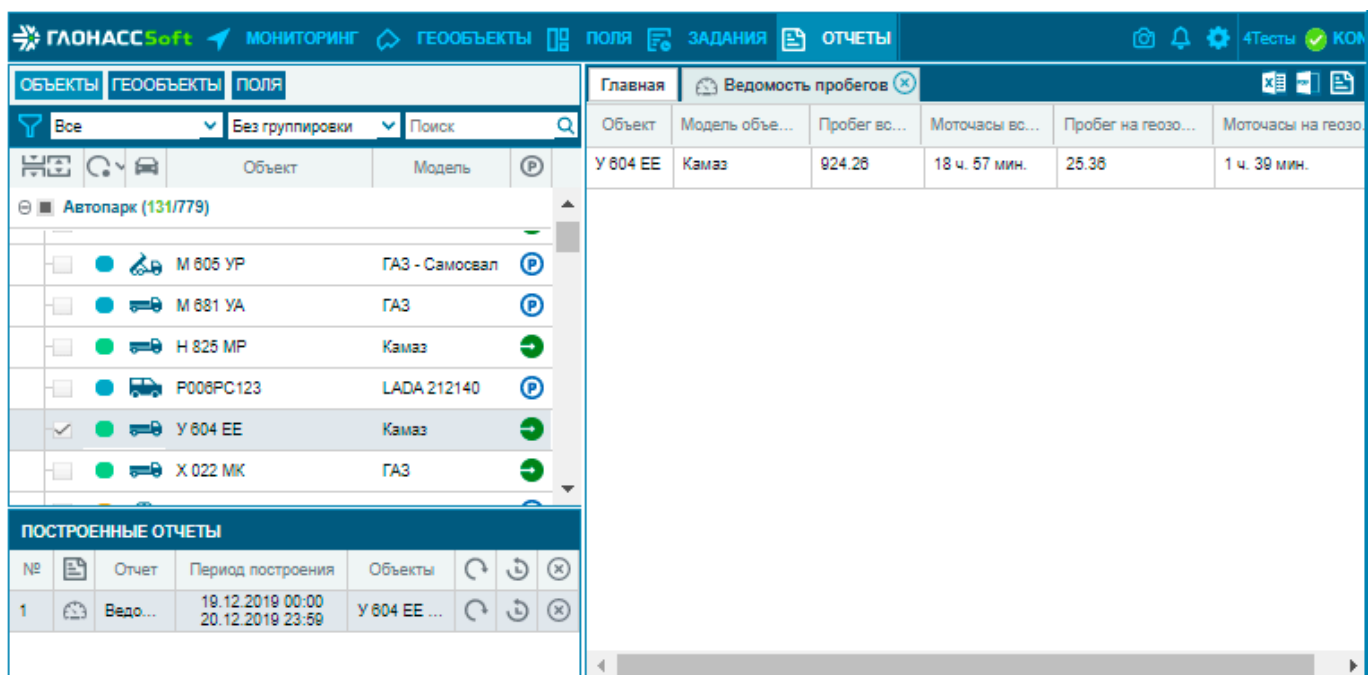 ГЛОНАССSoft МОНИТОРИНГ ГЕООБЪЕКТЫ ПОЛЯ ЗАДАНИЯ ОТЧЕТЫ 4Тесты КОМ
ОБЪЕКТЫ ГЕООБЪЕКТЫ ПОЛЯ
Все Без группировки Поиск
Объект Модель
Автопарк (131/779)
М 605 УР ГАЗ - Самосвал
М 681 УА ГАЗ
Н 825 МР Камаз
Р006РС123 LADA 212140
У 604 ЕЕ Камаз
Х 022 МК ГАЗ
ПОСТРОЕННЫЕ ОТЧЕТЫ
№ Отчет Период построения Объекты
1 Ведо... 19.12.2019 00:00 У 604 ЕЕ ...
20.12.2019 23:59
Главная Ведомость пробегов
Объект Модель объе... Пробег вс... Моточасы вс... Пробег на геозо... Моточасы на геозо.
У 604 ЕЕ Камаз 924.26 18 ч. 57 мин. 25.36 1 ч. 39 мин.